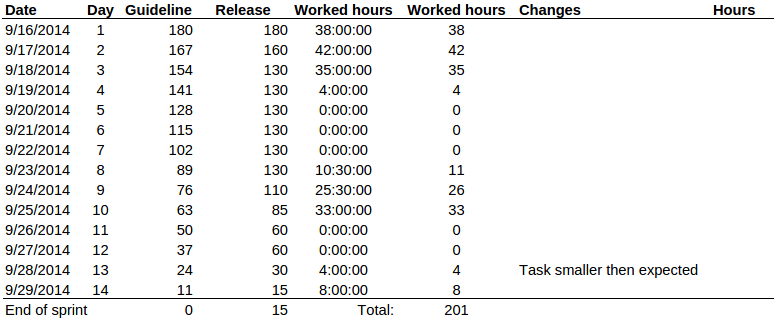 Date Day Guideline Release Worked hours Worked hours Changes Hours
9/16/2014 1 180 180 38:00:00 38
9/17/2014 2 167 160 42:00:00 42
9/18/2014 3 154 130 35:00:00 35
9/19/2014 4 141 130 4:00:00 4
9/20/2014 5 128 130 0:00:00 0
9/21/2014 6 115 130 0:00:00 0
9/22/2014 7 102 130 0:00:00 0
9/23/2014 8 89 130 10:30:00 11
9/24/2014 9 76 110 25:30:00 26
9/25/2014 10 63 85 33:00:00 33
9/26/2014 11 50 60 0:00:00 0
9/27/2014 12 37 60 0:00:00 0
9/28/2014 13 24 30 4:00:00 4 Task smaller then expected
9/29/2014 14 11 15 8:00:00 8
End of sprint 0 15 Total: 201